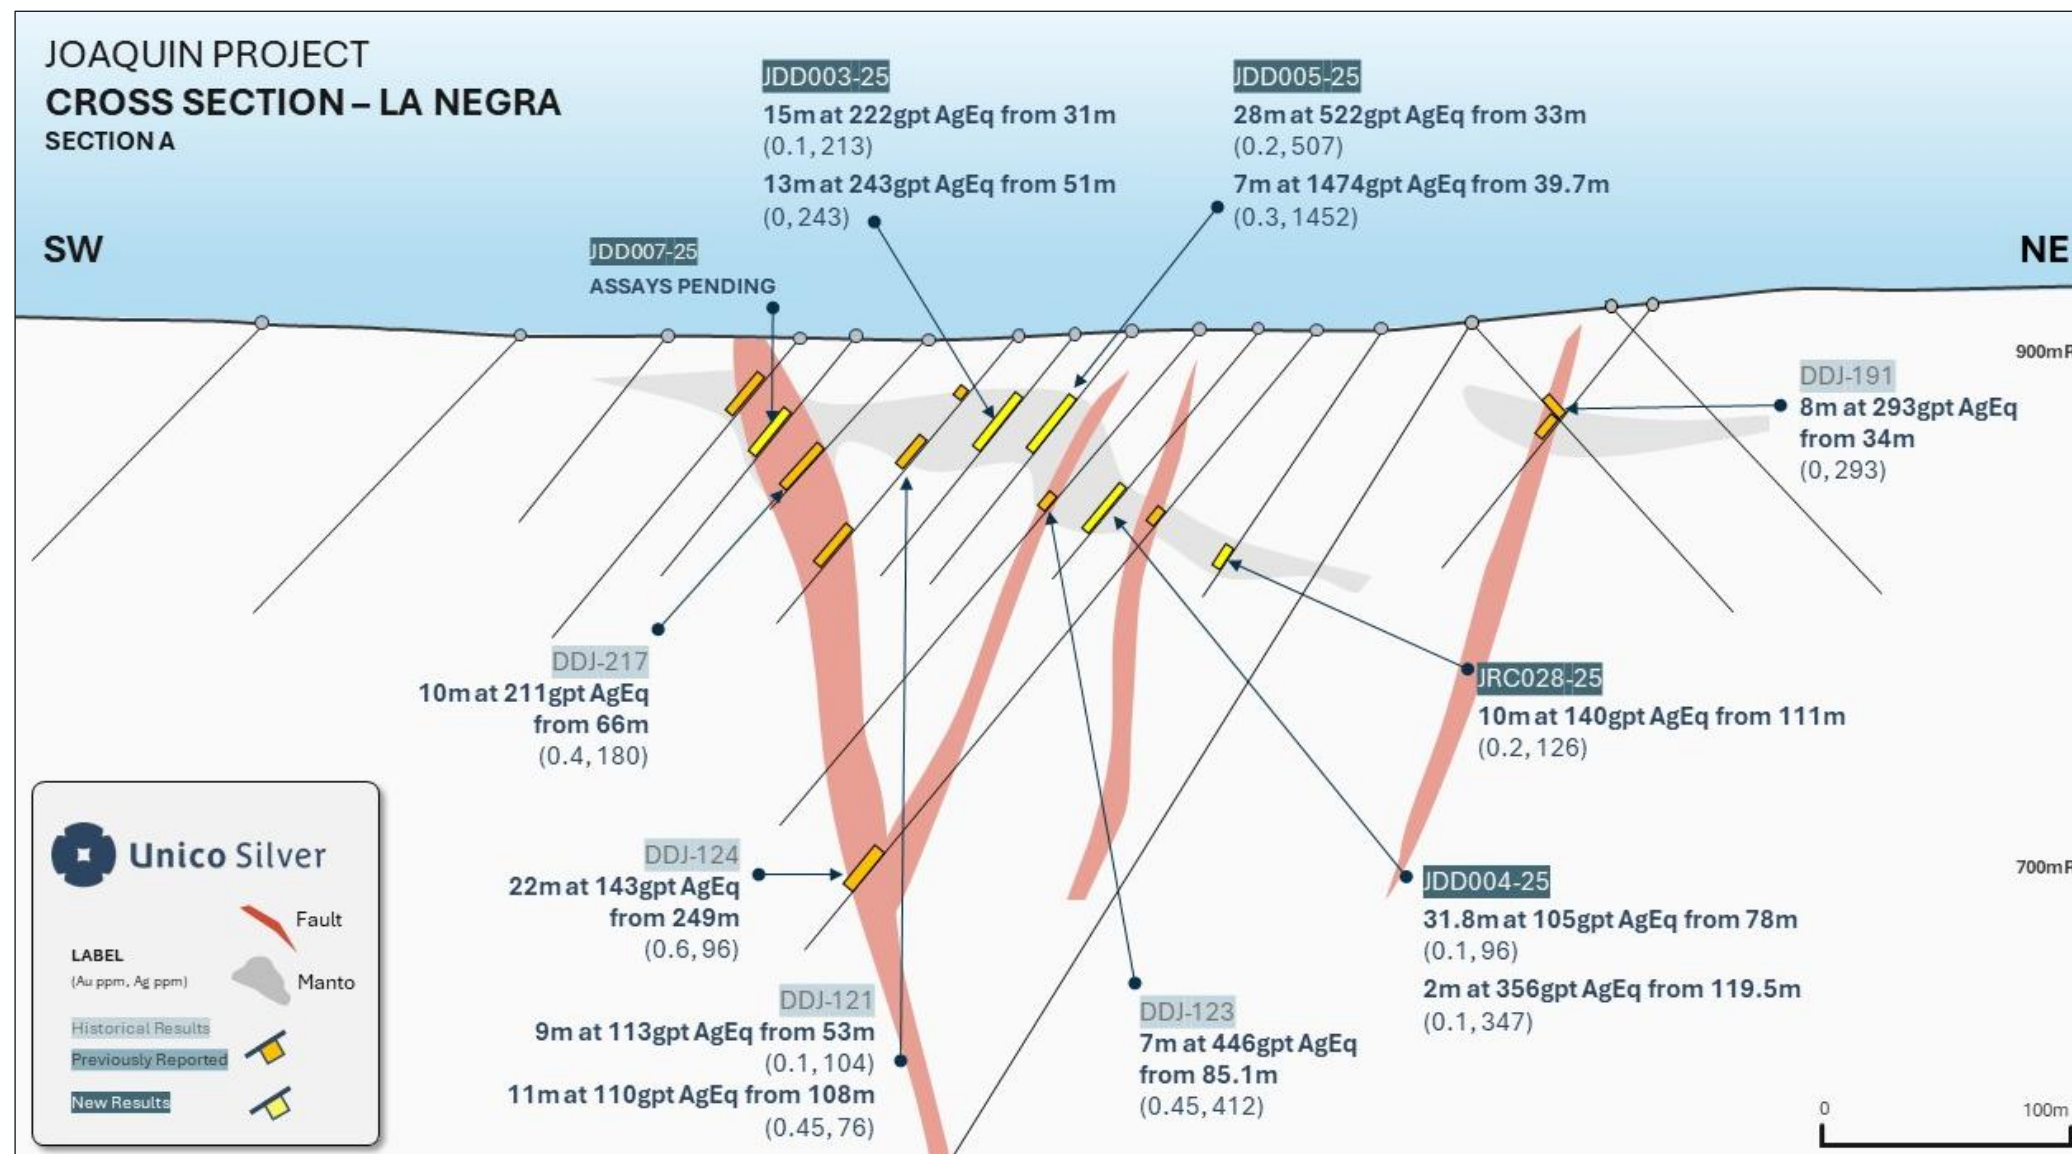 JOAQUIN PROJECT
CROSS SECTION – LA NEGRA
SECTION A
SW
NE
JDD003-25
15m at 222gpt AgEq from 31m
(0.1, 213)
13m at 243gpt AgEq from 51m
(0, 243)
JDD005-25
28m at 522gpt AgEq from 33m
(0.2, 507)
7m at 1474gpt AgEq from 39.7m
(0.3, 1452)
JDD007-25
ASSAYS PENDING
900mR
DDJ-191
8m at 293gpt AgEq
from 34m
(0, 293)
DDJ-217
10m at 211gpt AgEq
from 66m
(0.4, 180)
JRC028-25
10m at 140gpt AgEq from 111m
(0.2, 126)
DDJ-124
22m at 143gpt AgEq
from 249m
(0.6, 96)
700mR
JDD004-25
31.8m at 105gpt AgEq from 78m
(0.1, 96)
2m at 356gpt AgEq from 119.5m
(0.1, 347)
DDJ-121
9m at 113gpt AgEq from 53m
(0.1, 104)
11m at 110gpt AgEq from 108m
(0.45, 76)
DDJ-123
7m at 446gpt AgEq
from 85.1m
(0.45, 412)
Unico Silver
Fault
LABEL
(Au ppm, Ag ppm)
Manto
Historical Results
Previously Reported
New Results
0
100m